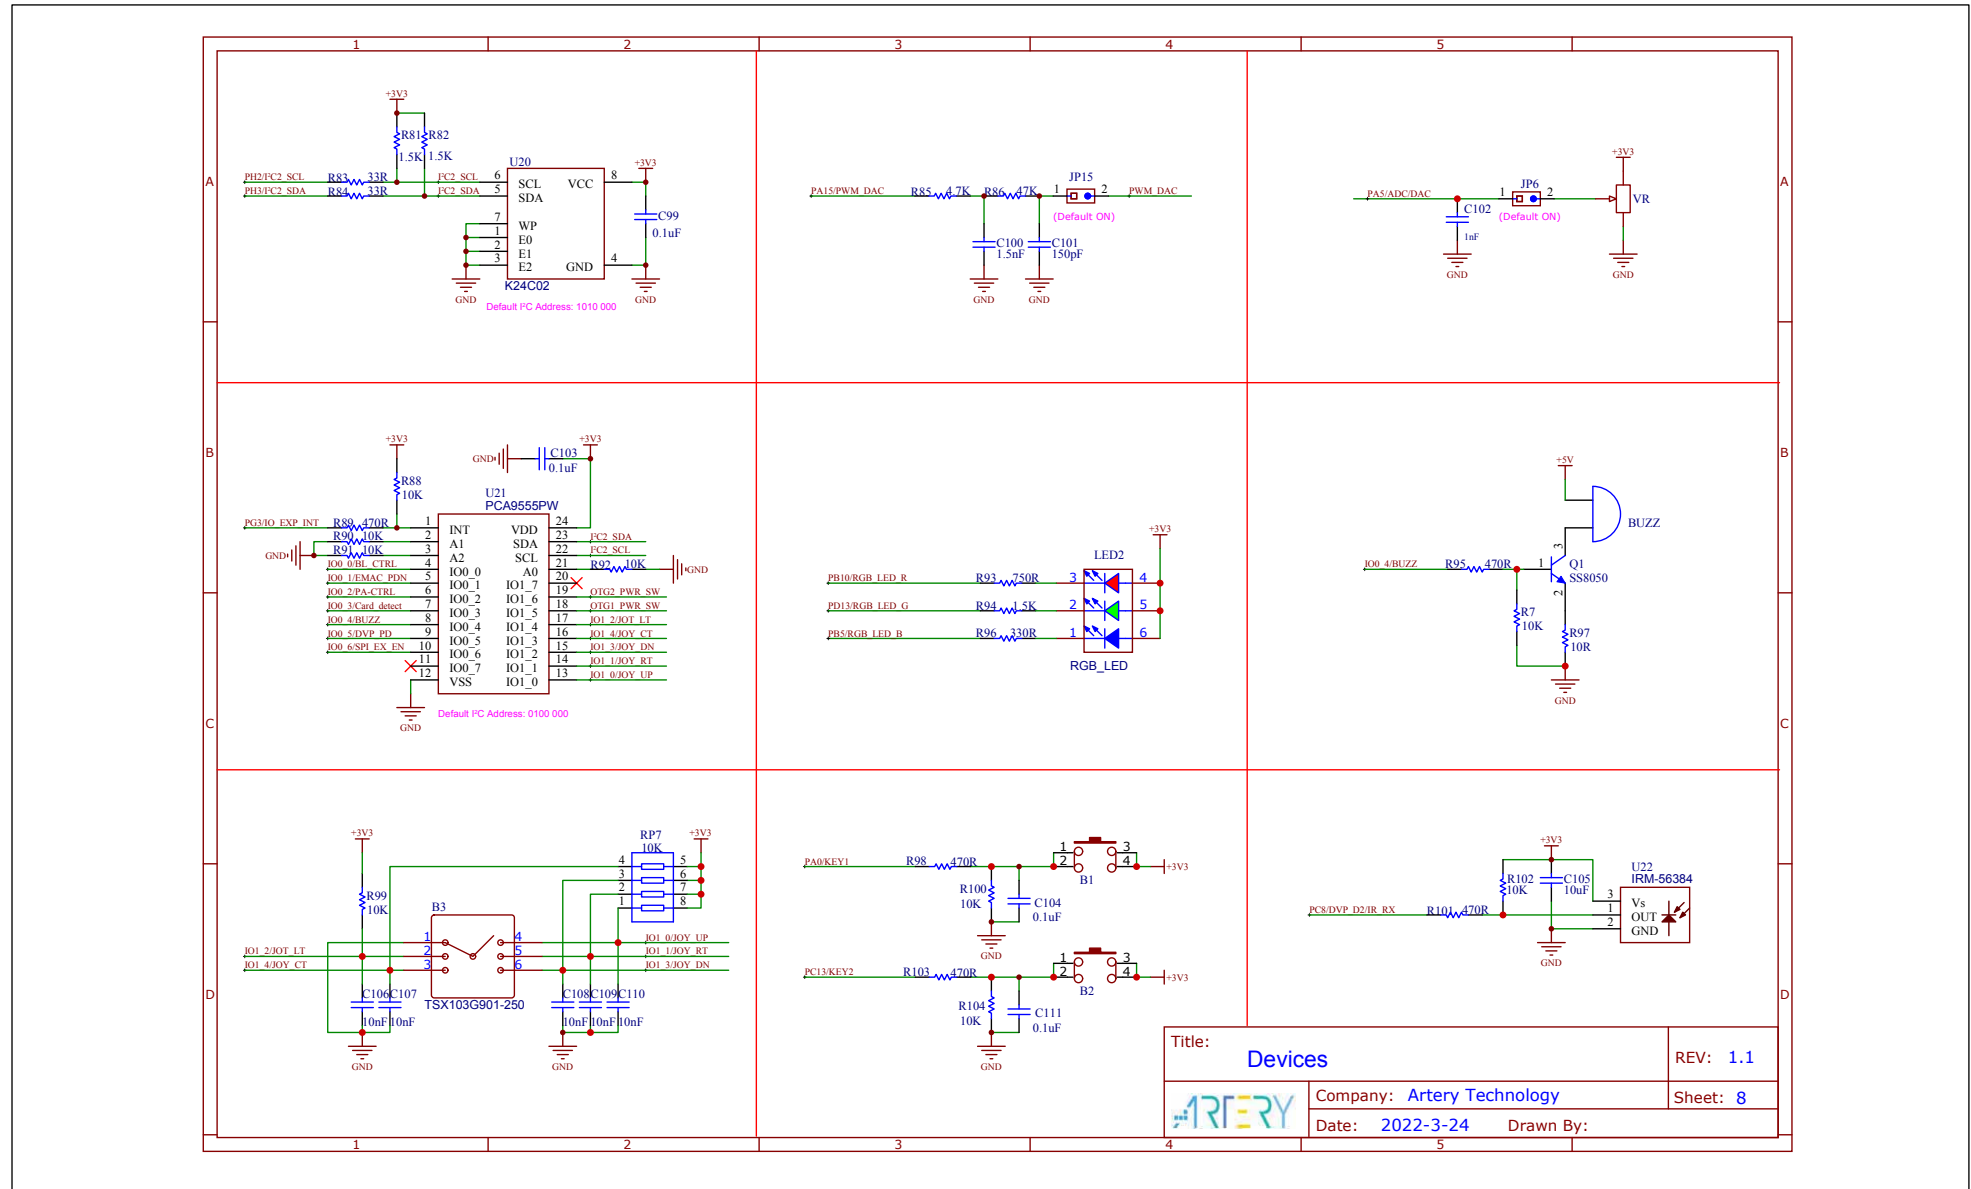 1 2 3 4 5
A A
B B
C C
D D
+3V3
R81 R82
1.5K 1.5K
PH2/I²C2_SCL R83 33R I²C2_SCL
PH3/I²C2_SDA R84 33R I²C2_SDA
U20
6 SCL VCC 8
5 SDA
7 WP
1 E0
2 E1
3 E2 GND 4
K24C02
+3V3
C99
0.1uF
GND GND
Default I²C Address: 1010 000
PA15/PWM_DAC R85 4.7K R86 47K 1 JP15 2 PWM_DAC
(Default ON)
C100 C101
1.5nF 150pF
GND GND
+3V3
PA5/ADC/DAC 1 JP6 2 VR
C102 (Default ON)
1nF
GND GND
+3V3 +3V3
GND C103
0.1uF
R88
10K
U21
PCA9555PW
PG3/IO_EXP_INT R89 470R 1 INT VDD 24
R90 10K 2 A1 SDA 23 I²C2_SDA
GND R91 10K 3 A2 SCL 22 I²C2_SCL
IO0_0/BL_CTRL 4 IO0_0 A0 21 R92 10K GND
IO0_1/EMAC_PDN 5 IO0_1 IO1_7 20
IO0_2/PA-CTRL 6 IO0_2 IO1_6 19 OTG2_PWR_SW
IO0_3/Card_detect 7 IO0_3 IO1_5 18 OTG1_PWR_SW
IO0_4/BUZZ 8 IO0_4 IO1_4 17 IO1_2/JOT_LT
IO0_5/DVP_PD 9 IO0_5 IO1_3 16 IO1_4/JOY_CT
IO0_6/SPI_EX_EN 10 IO0_6 IO1_2 15 IO1_3/JOY_DN
11 IO0_7 IO1_1 14 IO1_1/JOY_RT
12 VSS IO1_0 13 IO1_0/JOY_UP
GND
Default I²C Address: 0100 000
+3V3
LED2
PB10/RGB_LED_R R93 750R 3 4
PD13/RGB_LED_G R94 1.5K 2 5
PB5/RGB_LED_B R96 330R 1 6
RGB_LED
+5V
BUZZ
3
IO0_4/BUZZ R95 470R 1 Q1
SS8050
2
R7
10K
R97
10R
GND
+3V3 RP7 +3V3
10K
4 5
3 6
2 7
1 8
R99
10K
B3
1 4 IO1_0/JOY_UP
IO1_2/JOT_LT 2 5 IO1_1/JOY_RT
IO1_4/JOY_CT 3 6 IO1_3/JOY_DN
C106 C107 C108 C109 C110
TSX103G901-250
10nF 10nF 10nF 10nF 10nF
GND GND
PA0/KEY1 R98 470R 1 2 3 4 +3V3
B1
R100
10K
C104
0.1uF
GND
PC13/KEY2 R103 470R 1 2 3 4 +3V3
B2
R104
10K
C111
0.1uF
GND
+3V3
U22
IRM-56384
R102 C105
10K 10uF
3 Vs
PC8/DVP_D2/IR_RX R101 470R 1 OUT
2 GND
GND
Title:
Devices
REV: 1.1
ARTERY
Company: Artery Technology
Sheet: 8
Date: 2022-3-24 Drawn By:
1 2 3 4 5